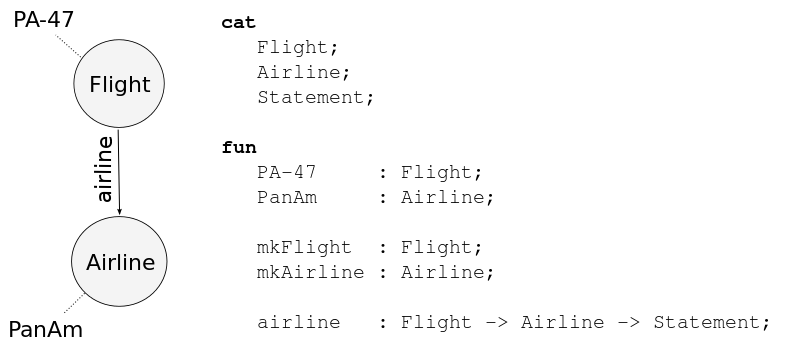 PA-47
Flight
airline
Airline
PanAm
cat
Flight;
Airline;
Statement;
fun
PA-47 : Flight;
PanAm : Airline;
mkFlight : Flight;
mkAirline : Airline;
airline : Flight -> Airline -> Statement;